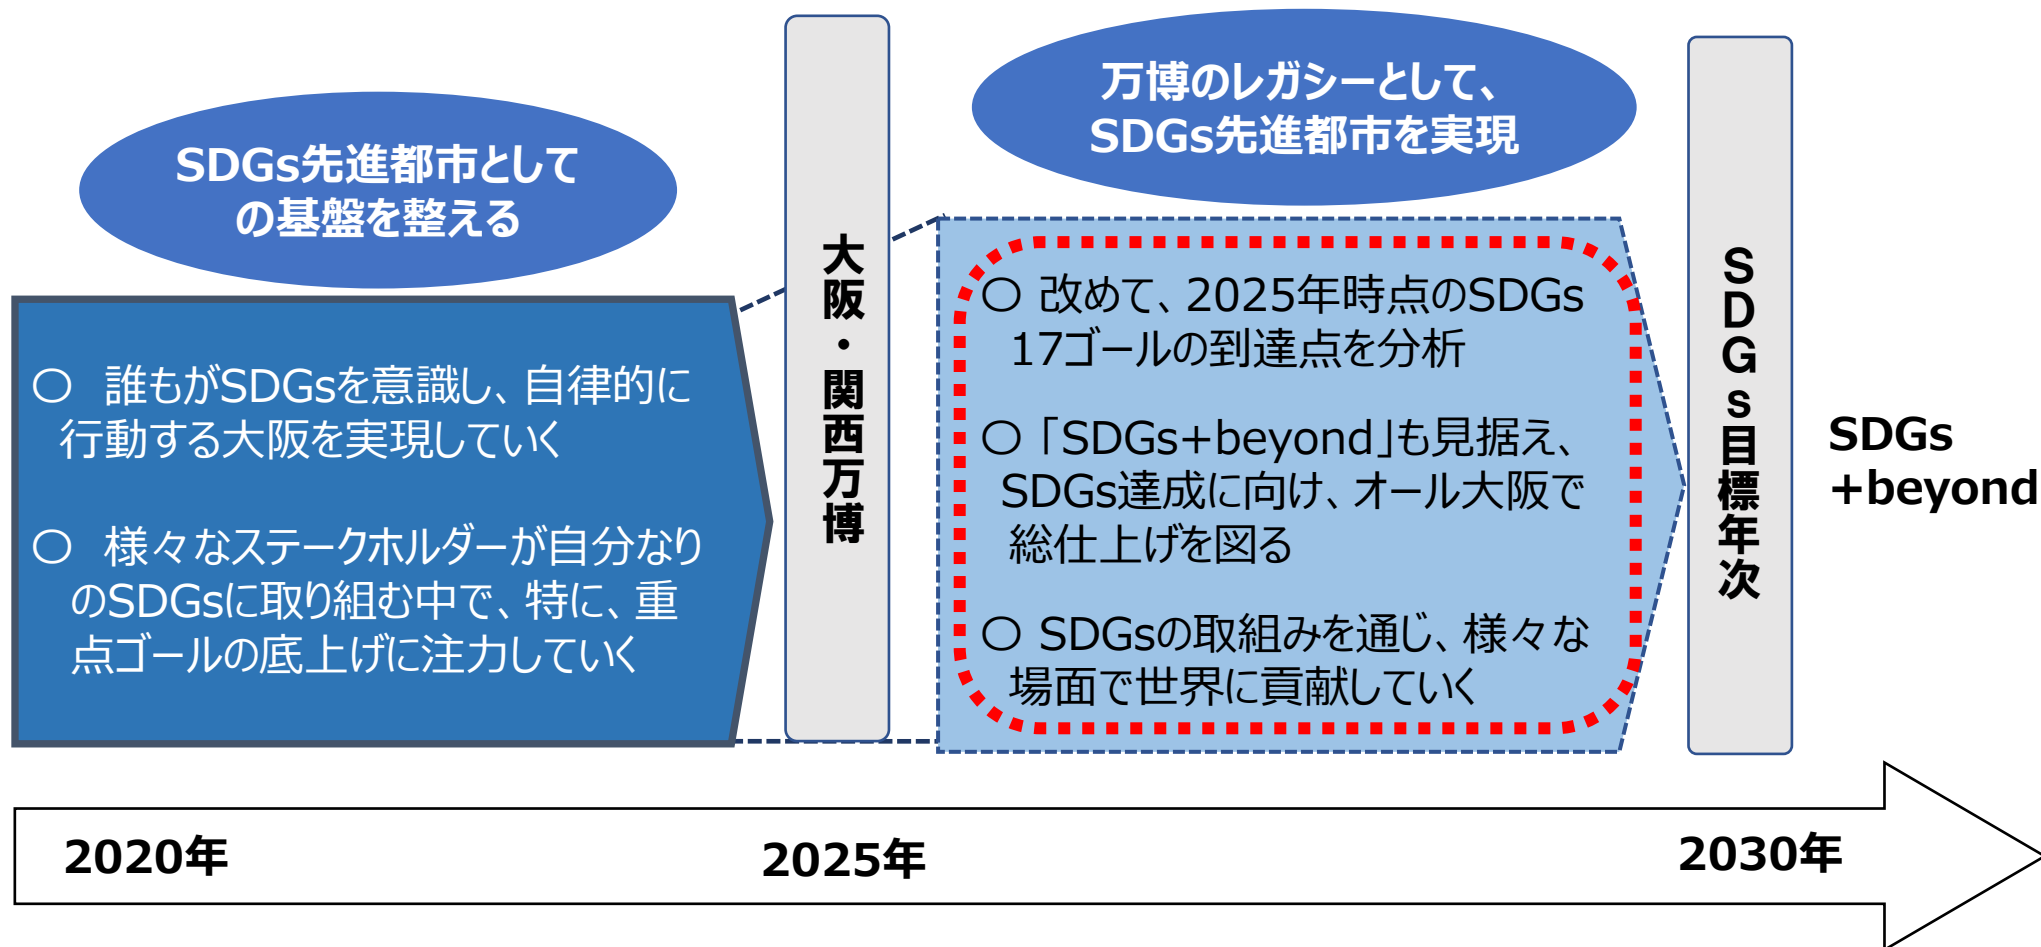 SDGs先進都市として
の基盤を整える
○ 誰もがSDGsを意識し、自律的に
行動する大阪を実現していく
○ 様々なステークホルダーが自分なり
のSDGsに取り組む中で、特に、重
点ゴールの底上げに注力していく
大阪・関西万博
万博のレガシーとして、
SDGs先進都市を実現
○ 改めて、2025年時点のSDGs
17ゴールの到達点を分析
○「SDGs+beyond」も見据え、
SDGs達成に向け、オール大阪で
総仕上げを図る
○ SDGsの取組みを通じ、様々な
場面で世界に貢献していく
SDGs目標年次
SDGs
+beyond
2020年
2025年
2030年